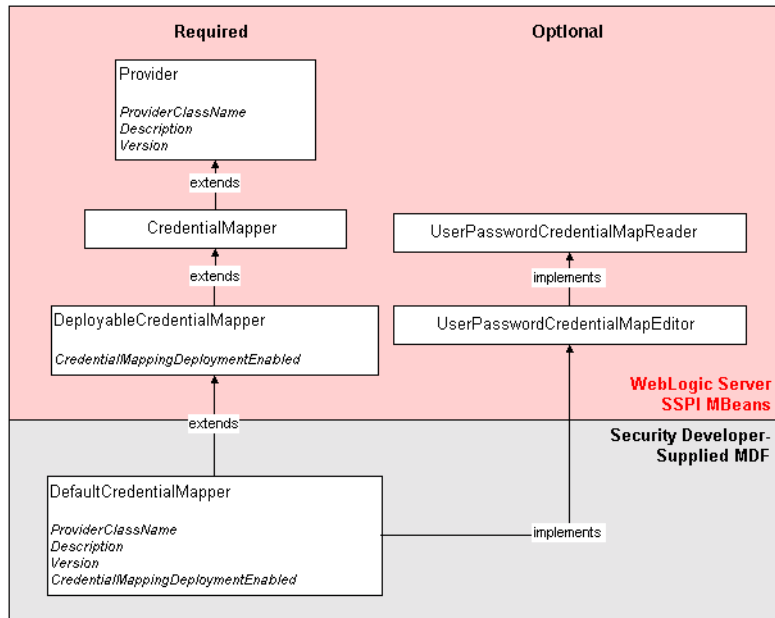 Required
Optional
Provider
ProviderClassName
Description
Version
extends
CredentialMapper
UserPasswordCredentialMapReader
extends
implements
DeployableCredentialMapper
CredentialMappingDeploymentEnabled
UserPasswordCredentialMapEditor
WebLogic Server
SSPI MBeans
extends
Security Developer-
Supplied MDF
DefaultCredentialMapper
ProviderClassName
Description
Version
CredentialMappingDeploymentEnabled
implements